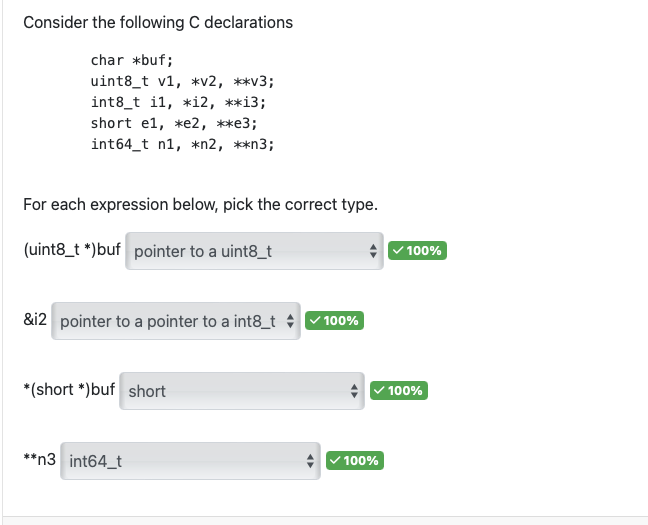 Consider the following C declarations
char *buf;
uint8_t v1, *v2, **v3;
int8_t i1, *i2, **i3;
short e1, *e2, **e3;
int64_t n1, *n2, **n3;
For each expression below, pick the correct type.
(uint8_t *)buf pointer to a uint8_t ✓ 100%
&i2 pointer to a pointer to a int8_t ✓ 100%
*(short *)buf short ✓ 100%
**n3 int64_t ✓ 100%